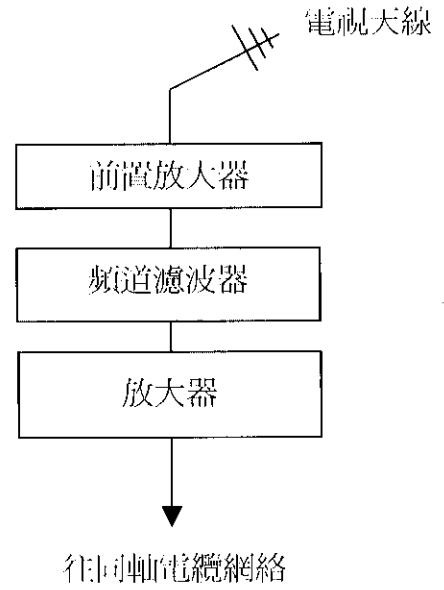 電視天線
前置放大器
頻道濾波器
放大器
往同軸電纜網絡